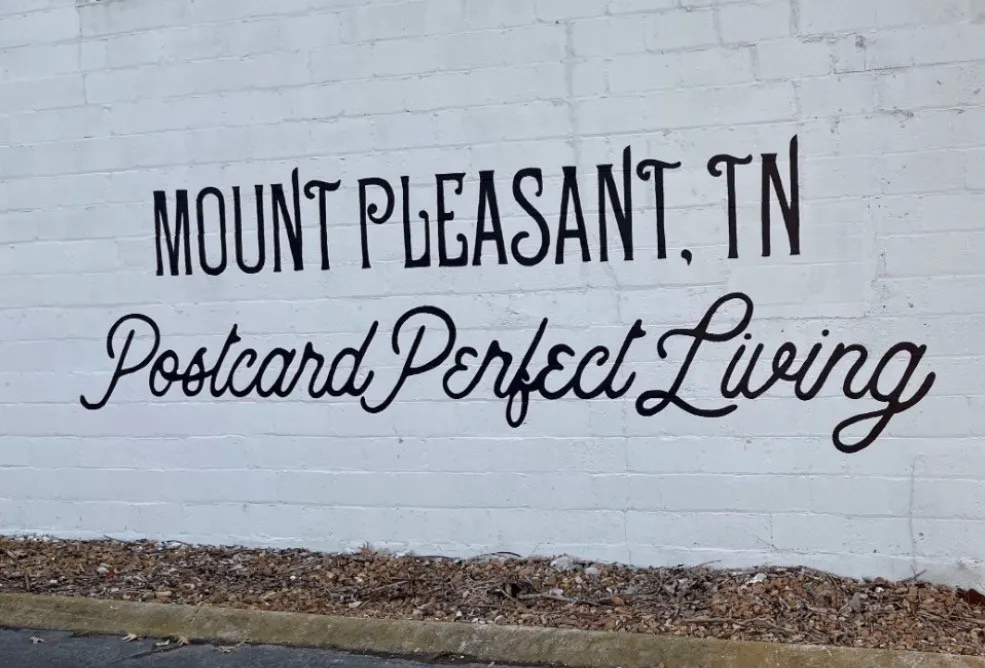 MOUNT PLEASANT, TN
Postcard Perfect Living